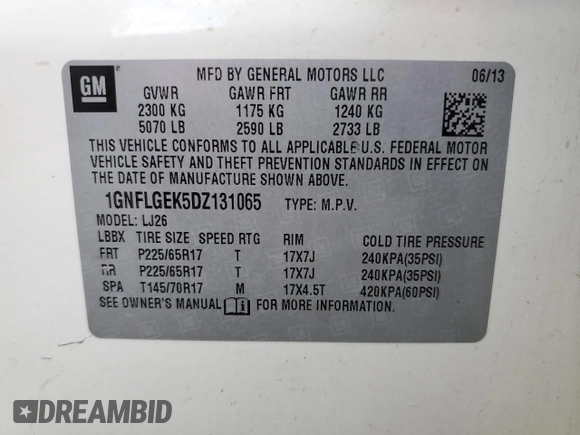 GM
MFD BY GENERAL MOTORS LLC 06/13
GVWR GAWR FRT GAWR RR
2300 KG 1175 KG 1240 KG
5070 LB 2590 LB 2733 LB
THIS VEHICLE CONFORMS TO ALL APPLICABLE U.S. FEDERAL MOTOR
VEHICLE SAFETY AND THEFT PREVENTION STANDARDS IN EFFECT ON
THE DATE OF MANUFACTURE SHOWN ABOVE.
1GNFLGEK5DZ131065 TYPE: M.P.V.
MODEL: LJ26
LBBX TIRE SIZE SPEED RTG RIM COLD TIRE PRESSURE
FRT P225/65R17 T 17X7J 240KPA(35PSI)
RR P225/65R17 T 17X7J 240KPA(35PSI)
SPA T145/70R17 M 17X4.5T 420KPA(60PSI)
SEE OWNER'S MANUAL FOR MORE INFORMATION.
DREAMBID